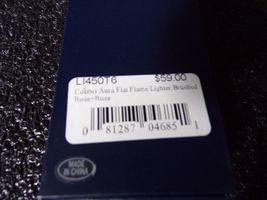 LI450T6 $59.00
Colibri Aura Flat Flame Lighter Brushed
Rose+Rose
0 81287 04685 1
MADE
IN CHINA